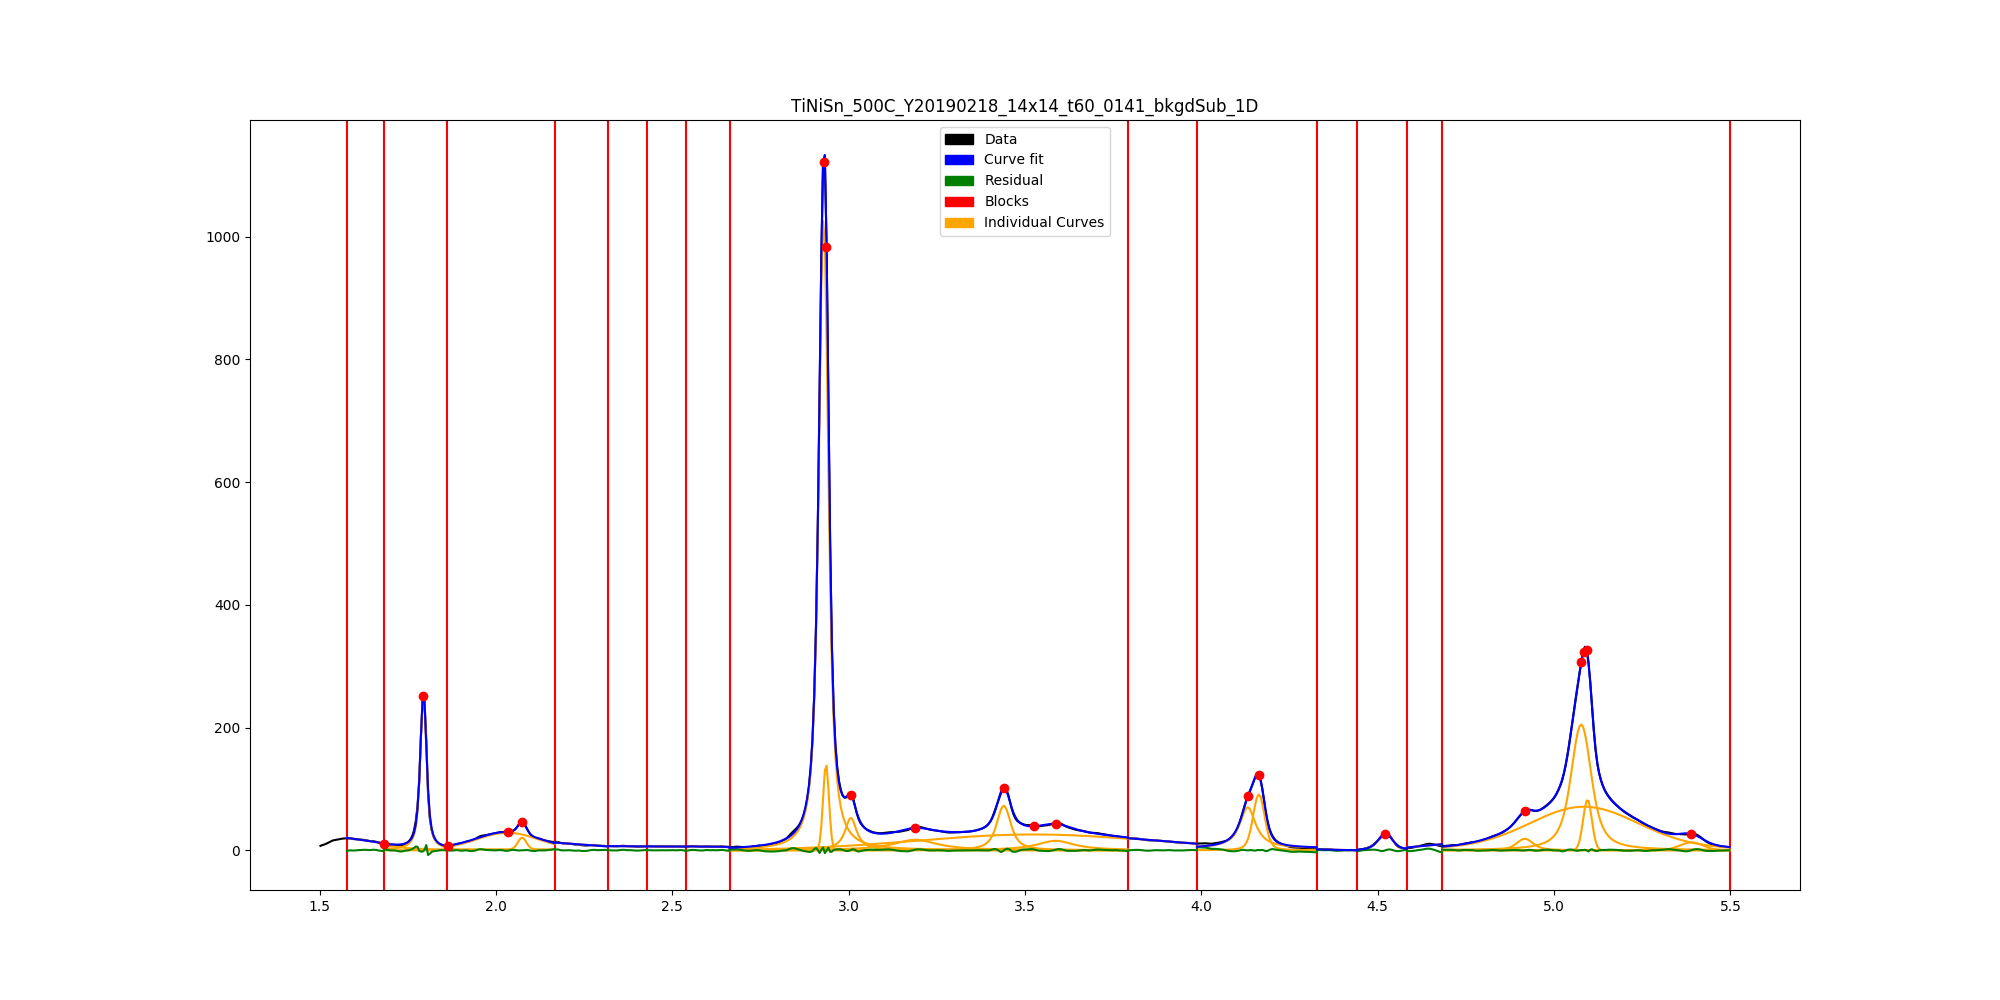 TiNiSn_500C_Y20190218_14x14_t60_0141_bkgdSub_1D
Data
Curve fit
Residual
Blocks
Individual Curves
1000
800
600
400
200
0
1.5 2.0 2.5 3.0 3.5 4.0 4.5 5.0 5.5